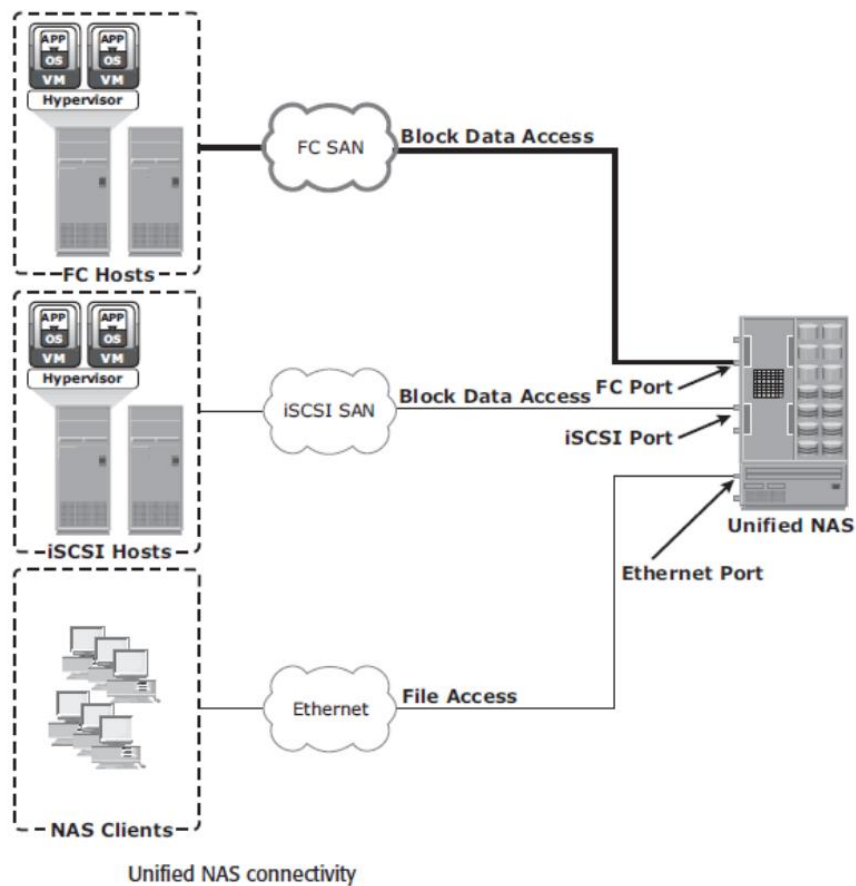 APP APP
OS OS
VM VM
Hypervisor
FC SAN
Block Data Access
FC Hosts
APP APP
OS OS
VM VM
Hypervisor
iSCSI SAN
Block Data Access
FC Port
iSCSI Port
Unified NAS
iSCSI Hosts
Ethernet Port
Ethernet
File Access
NAS Clients
Unified NAS connectivity